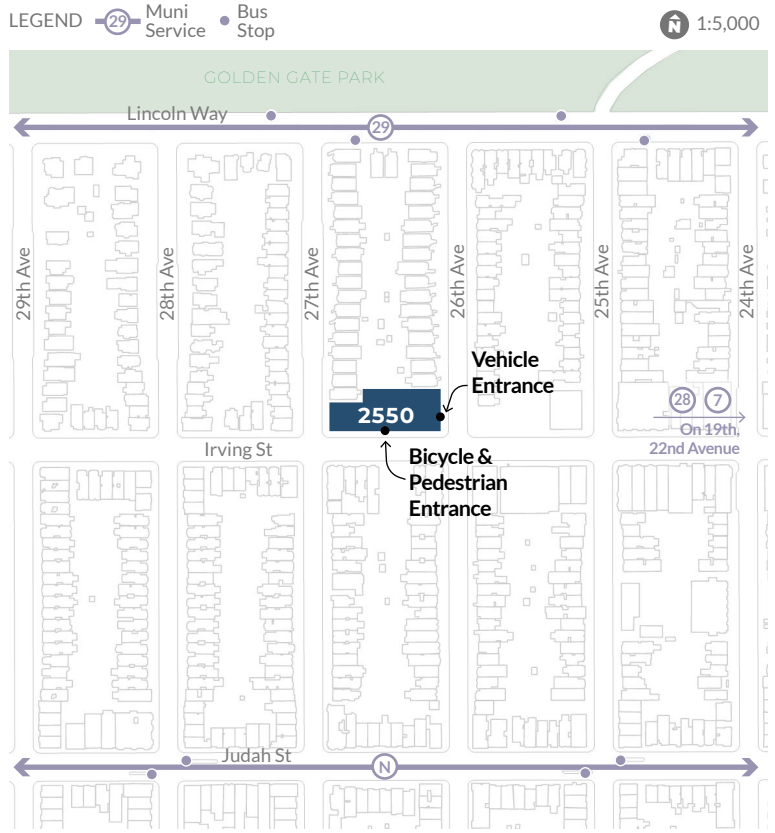 LEGEND
29
Muni
Service
Bus
Stop
N
1:5,000
GOLDEN GATE PARK
Lincoln Way
29
29th Ave
28th Ave
27th Ave
26th Ave
25th Ave
24th Ave
Vehicle
Entrance
2550
28
7
On 19th,
22nd Avenue
Irving St
Bicycle &
Pedestrian
Entrance
Judah St
N